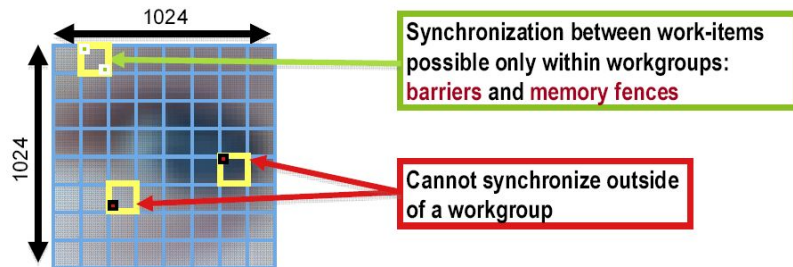 1024
1024
Synchronization between work-items
possible only within workgroups:
barriers and memory fences
Cannot synchronize outside
of a workgroup